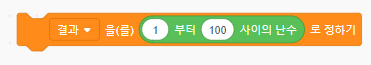 결과 을(를) 1 부터 100 사이의 난수 로 정하기